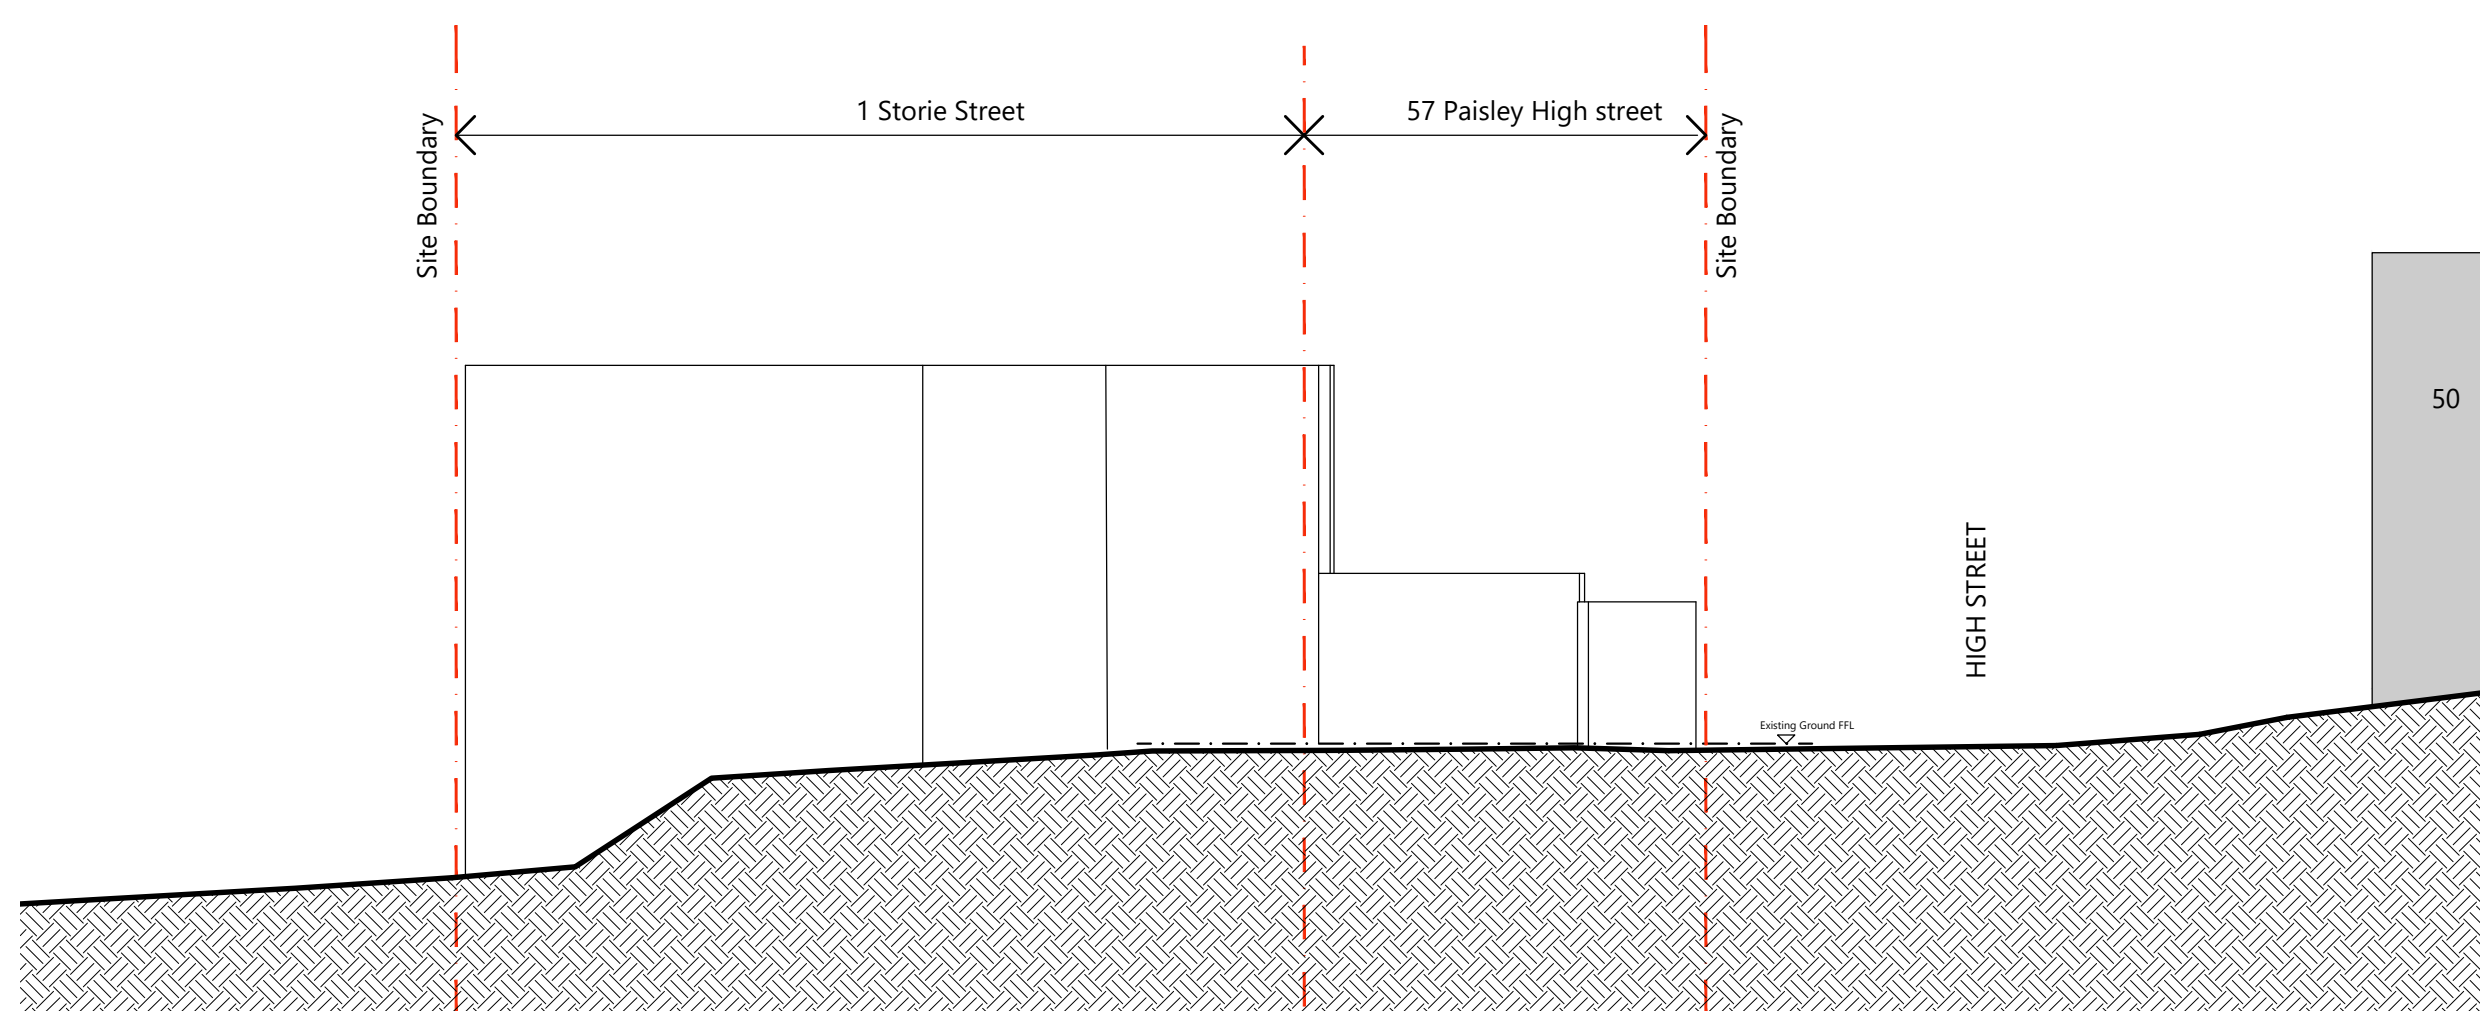 1 Storie Street
57 Paisley High street
Site Boundary
Site Boundary
50
HIGH STREET
Existing Ground FFL